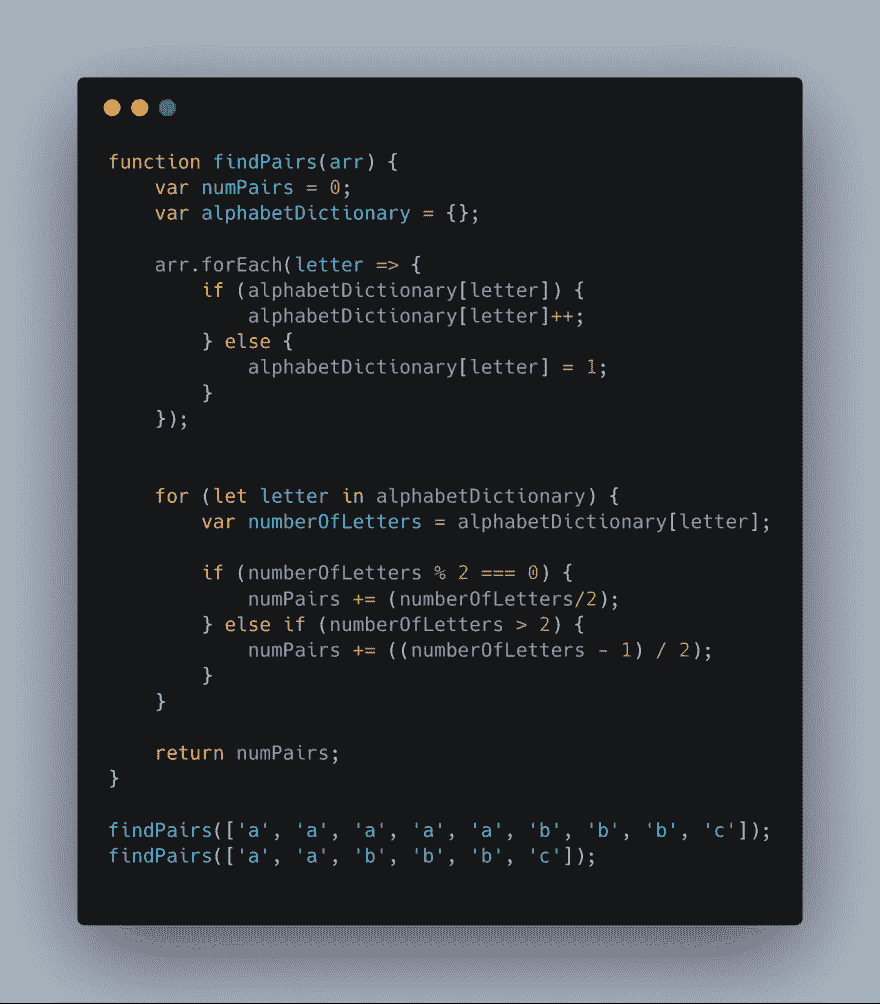 function findPairs(arr) {
    var numPairs = 0;
    var alphabetDictionary = {};

    arr.forEach(letter => {
        if (alphabetDictionary[letter]) {
            alphabetDictionary[letter]++;
        } else {
            alphabetDictionary[letter] = 1;
        }
    });


    for (let letter in alphabetDictionary) {
        var numberOfLetters = alphabetDictionary[letter];

        if (numberOfLetters % 2 === 0) {
            numPairs += (numberOfLetters/2);
        } else if (numberOfLetters > 2) {
            numPairs += ((numberOfLetters - 1) / 2);
        }
    }

    return numPairs;
}

findPairs(['a', 'a', 'a', 'a', 'a', 'b', 'b', 'b', 'c']);
findPairs(['a', 'a', 'b', 'b', 'b', 'c']);